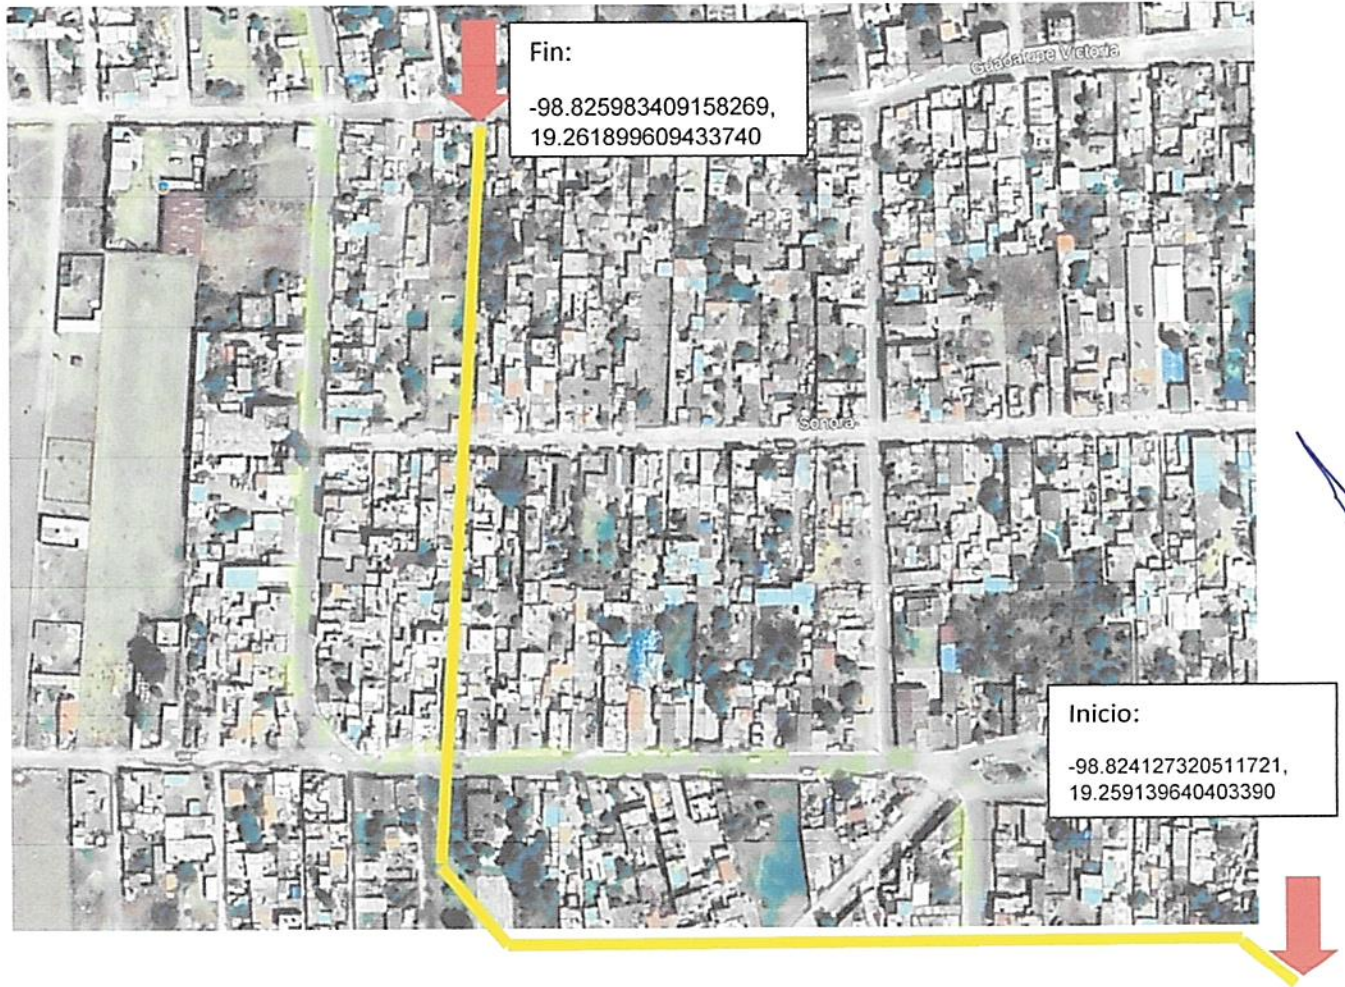 Fin:
-98.825983409158269,
19.261899609433740
Guadalupe Victoria
Sonora
Inicio:
-98.824127320511721,
19.259139640403390